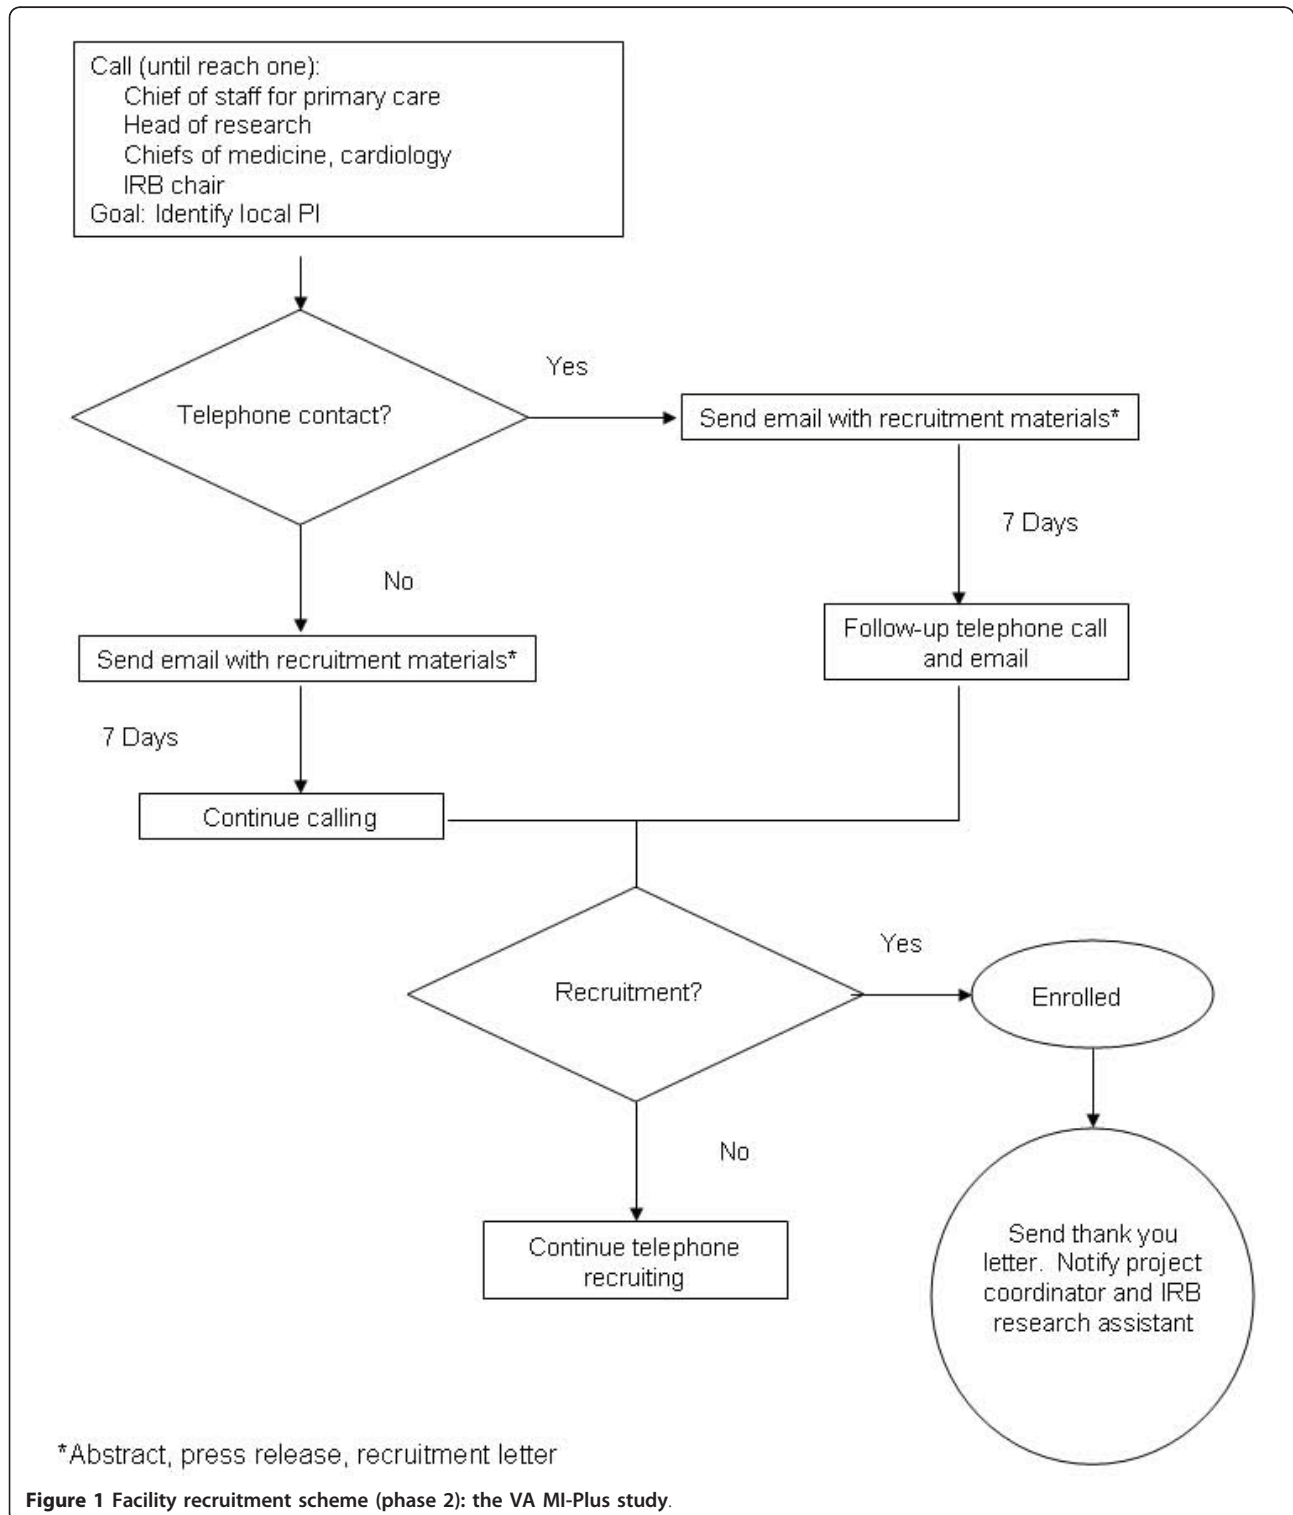 Call (until reach one):
Chief of staff for primary care
Head of research
Chiefs of medicine, cardiology
IRB chair
Goal: Identify local PI
Telephone contact?
Yes
Send email with recruitment materials*
7 Days
No
Follow-up telephone call
and email
Send email with recruitment materials*
7 Days
Continue calling
Recruitment?
Yes
Enrolled
No
Continue telephone
recruiting
Send thank you
letter. Notify project
coordinator and IRB
research assistant
*Abstract, press release, recruitment letter
Figure 1 Facility recruitment scheme (phase 2): the VA MI-Plus study.